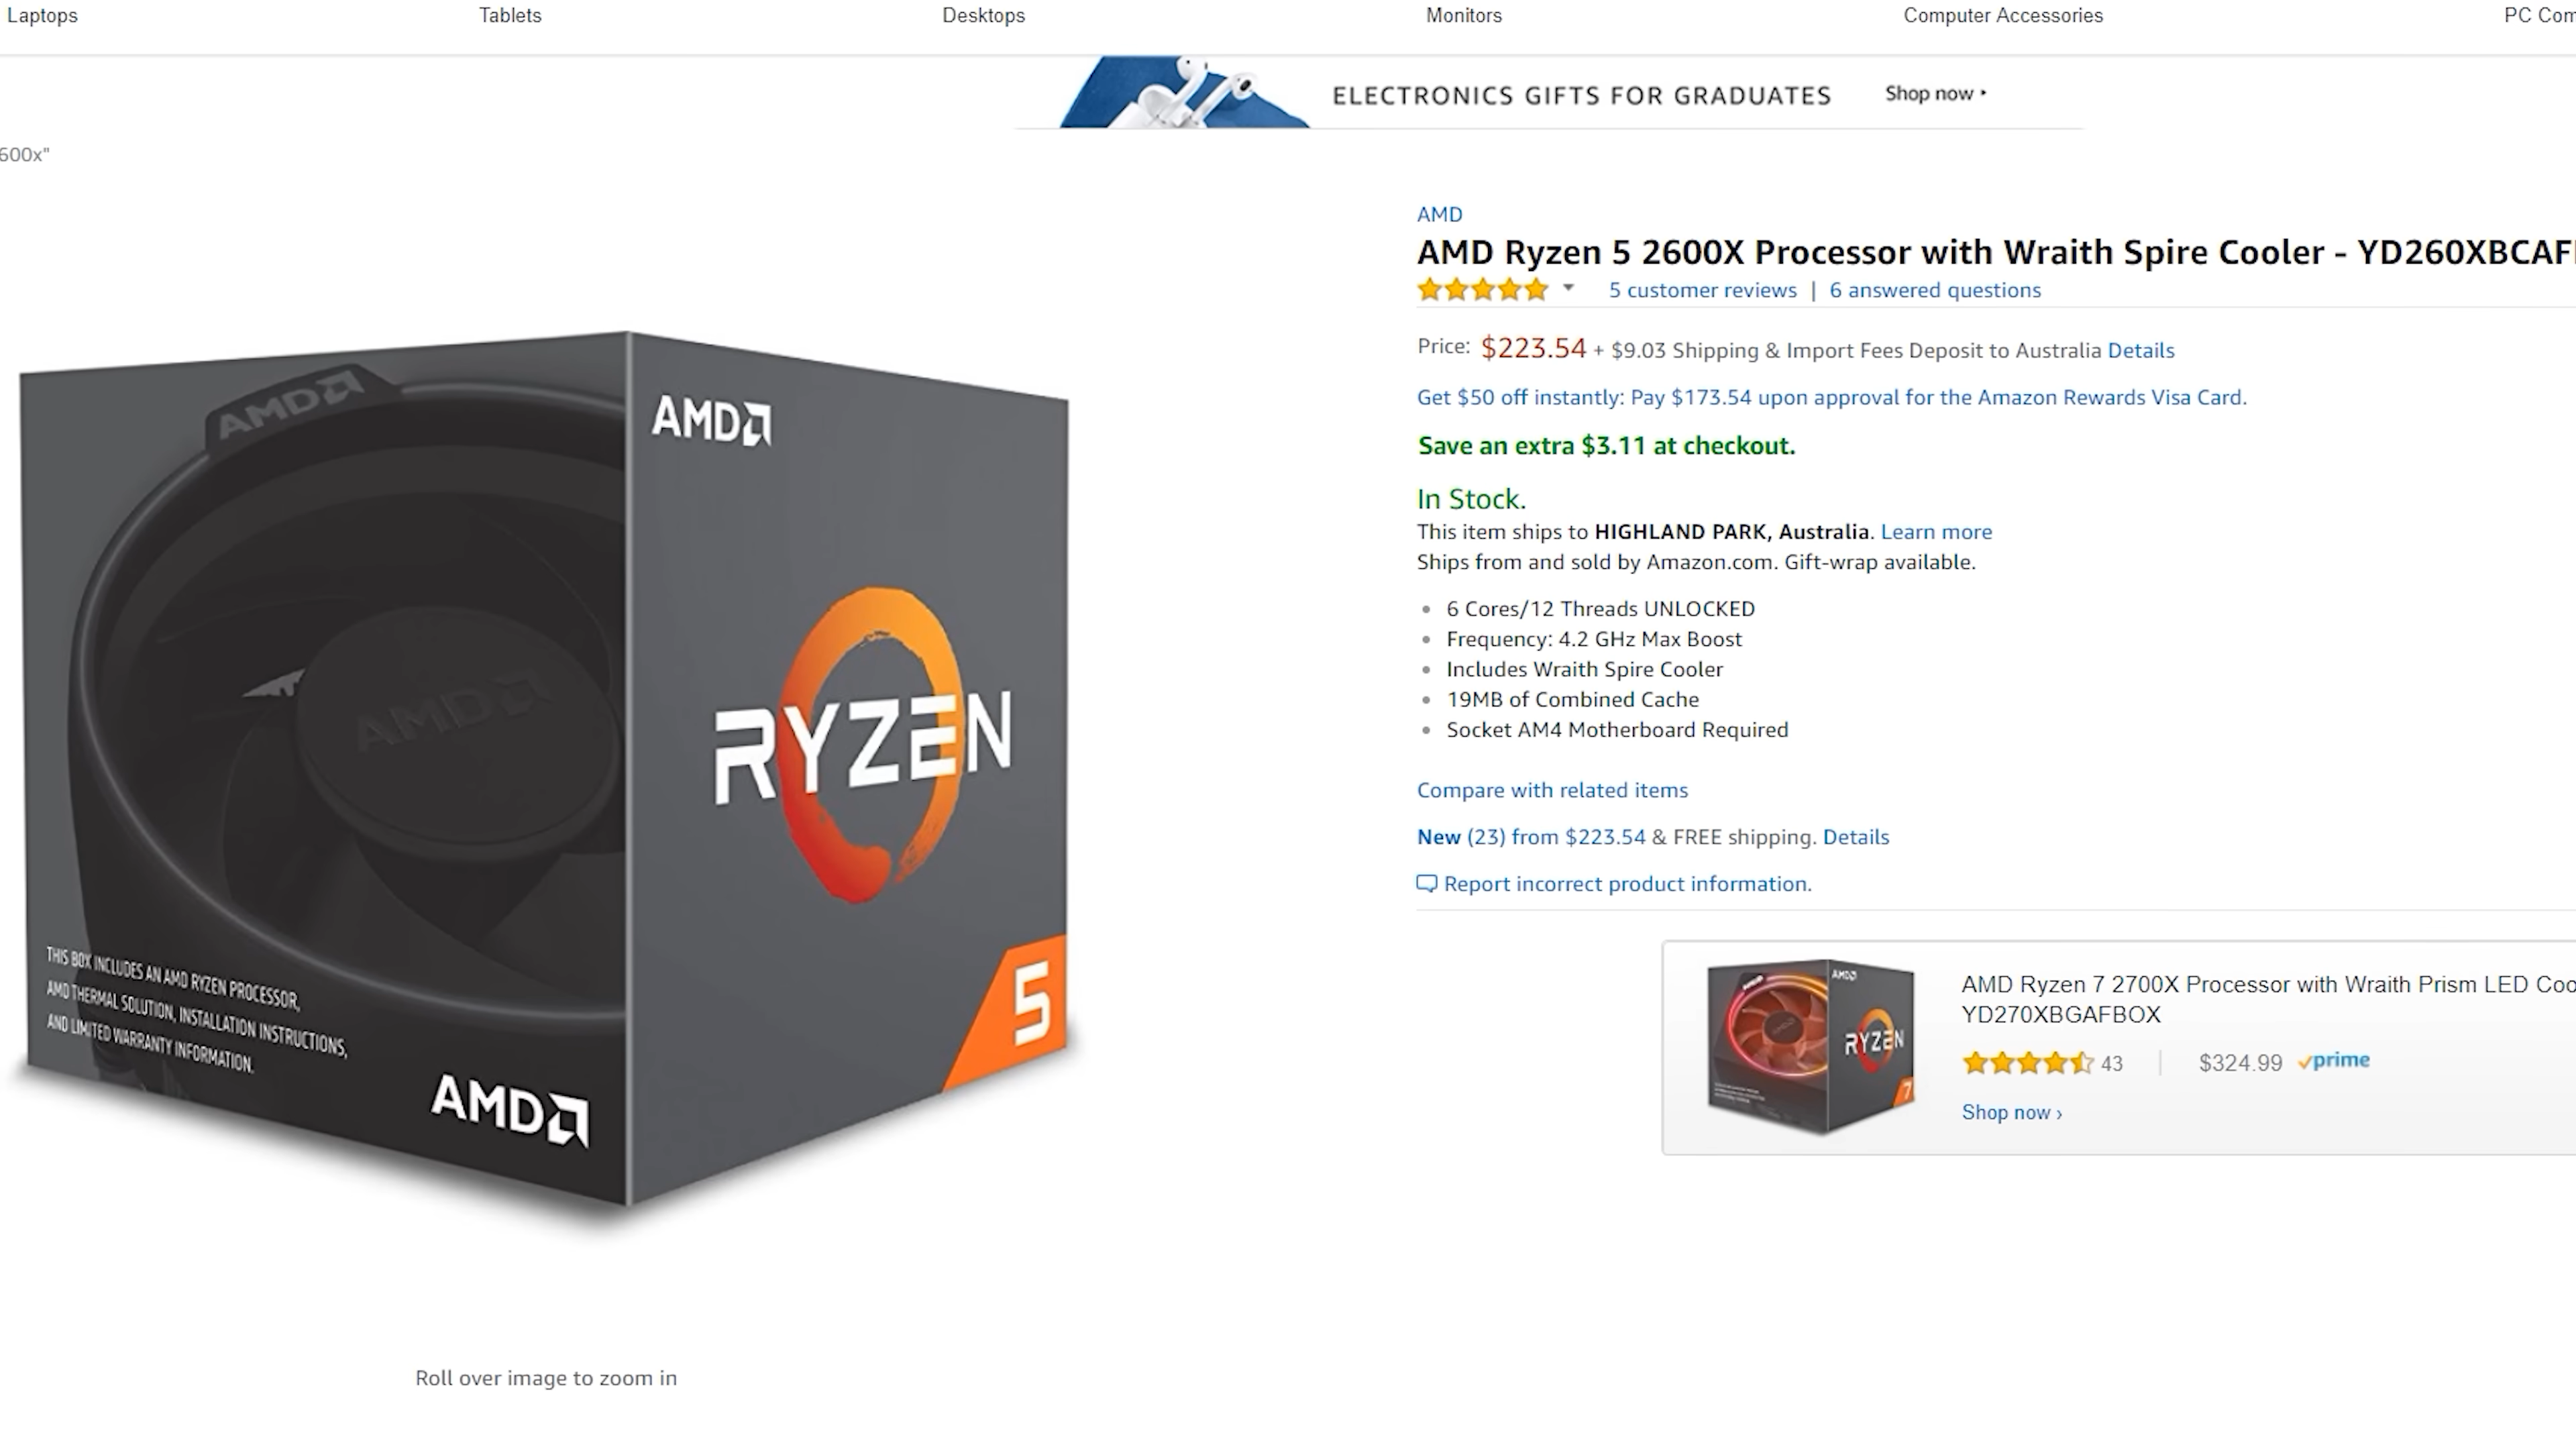 Laptops
Tablets
Desktops
Monitors
Computer Accessories
PC Com
ELECTRONICS GIFTS FOR GRADUATES
Shop now
600x"
AMD
AMD Ryzen 5 2600X Processor with Wraith Spire Cooler - YD260XBCAF
5 customer reviews | 6 answered questions
Price: $223.54 + $9.03 Shipping & Import Fees Deposit to Australia Details
Get $50 off instantly: Pay $173.54 upon approval for the Amazon Rewards Visa Card.
Save an extra $3.11 at checkout.
In Stock.
This item ships to HIGHLAND PARK, Australia. Learn more
Ships from and sold by Amazon.com. Gift-wrap available.
6 Cores/12 Threads UNLOCKED
Frequency: 4.2 GHz Max Boost
Includes Wraith Spire Cooler
19MB of Combined Cache
Socket AM4 Motherboard Required
Compare with related items
New (23) from $223.54 & FREE shipping. Details
Report incorrect product information.
AMD Ryzen 7 2700X Processor with Wraith Prism LED Coo
YD270XBGAFBOX
43 | $324.99 prime
Shop now ›
AMD
RYZEN
7
AMD
AMD
AMD
RYZEN
5
THIS BOX INCLUDES AN AMD RYZEN PROCESSOR,
AMD THERMAL SOLUTION, INSTALLATION INSTRUCTIONS,
AND LIMITED WARRANTY INFORMATION.
AMD
Roll over image to zoom in